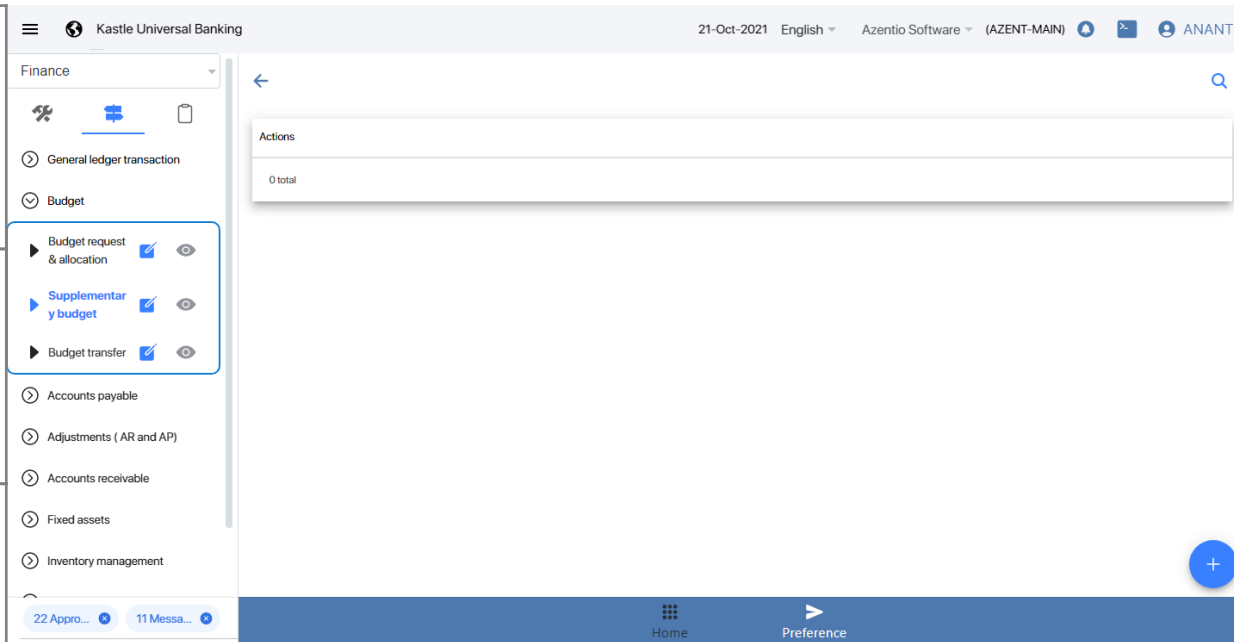 Kastle Universal Banking
21-Oct-2021 English Azentio Software (AZENT-MAIN) ANANT
Finance
General ledger transaction
Budget
Budget request
& allocation
Supplementar
y budget
Budget transfer
Accounts payable
Adjustments ( AR and AP)
Accounts receivable
Fixed assets
Inventory management
22 Appro...
11 Messa...
Actions
0 total
Home
Preference